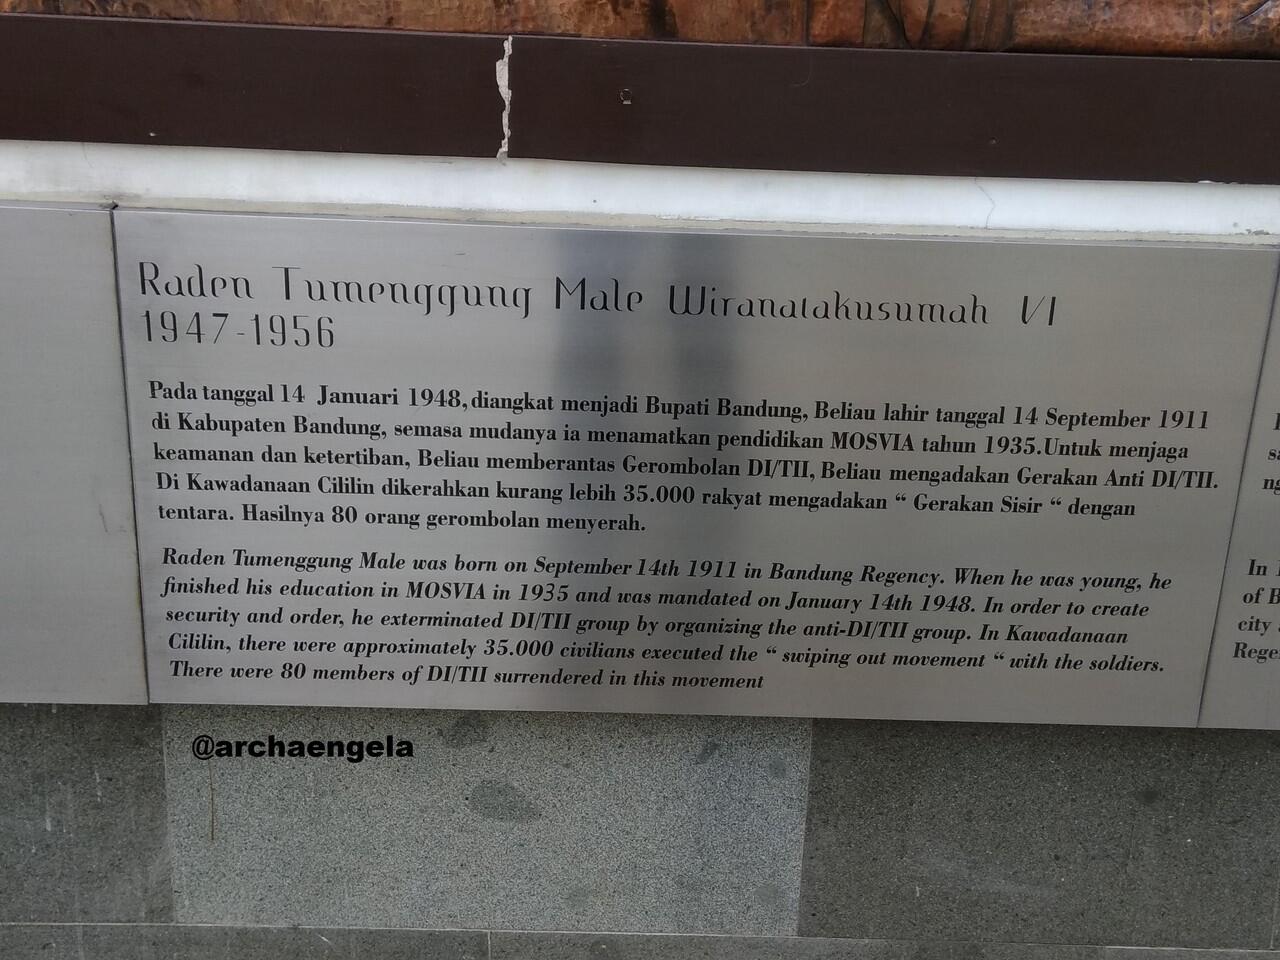 Raden Tumenggung Male Wiranatakusumah VI
1947-1956
Pada tanggal 14 Januari 1948, diangkat menjadi Bupati Bandung, Beliau lahir tanggal 14 September 1911
di Kabupaten Bandung, semasa mudanya ia menamatkan pendidikan MOSVIA tahun 1935.Untuk menjaga
keamanan dan ketertiban, Beliau memberantas Gerombolan DI/TII, Beliau mengadakan Gerakan Anti DI/TII.
Di Kawadanaan Cililin dikerahkan kurang lebih 35.000 rakyat mengadakan “ Gerakan Sisir “ dengan
tentara. Hasilnya 80 orang gerombolan menyerah.
Raden Tumenggung Male was born on September 14th 1911 in Bandung Regency. When he was young, he
finished his education in MOSVIA in 1935 and was mandated on January 14th 1948. In order to create
security and order, he exterminated DI/TII group by organizing the anti-DI/TII group. In Kawadanaan
Cililin, there were approximately 35.000 civilians executed the “ swiping out movement “ with the soldiers.
There were 80 members of DI/TII surrendered in this movement
In
of B
city
Rege
@archaengela